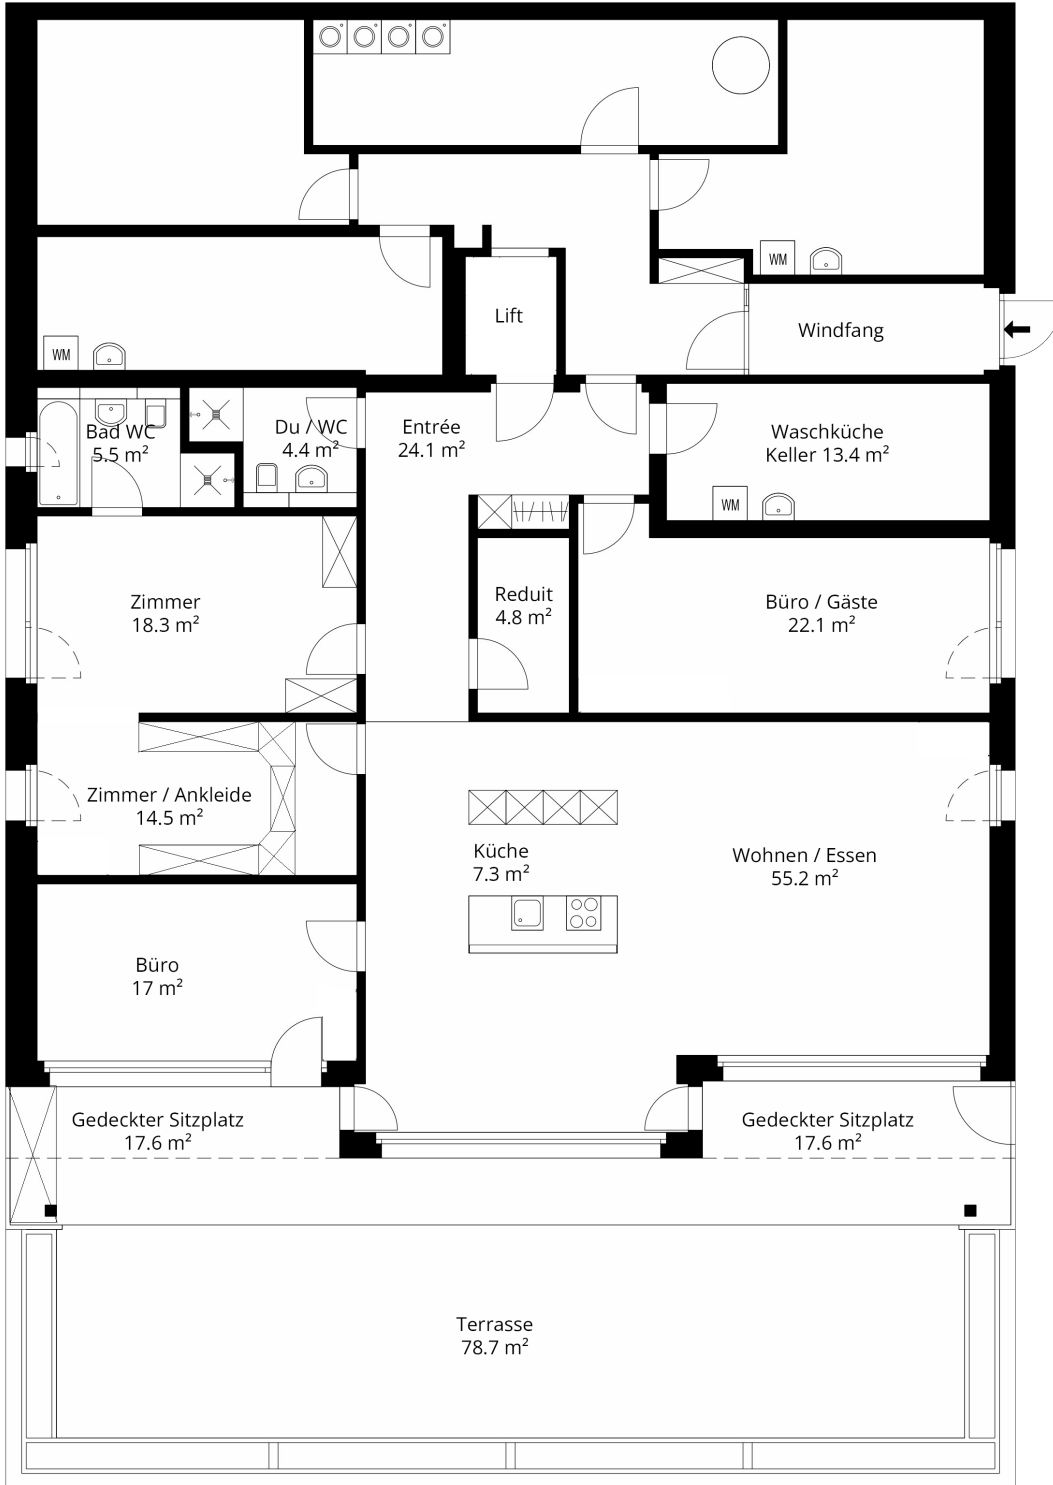 Lift
WM
Windfang
WM
Bad WC
5.5 m²
Du / WC
4.4 m²
Entrée
24.1 m²
Waschküche
Keller 13.4 m²
WM
Zimmer
18.3 m²
Reduit
4.8 m²
Büro / Gäste
22.1 m²
Zimmer / Ankleide
14.5 m²
Küche
7.3 m²
Wohnen / Essen
55.2 m²
Büro
17 m²
Gedeckter Sitzplatz
17.6 m²
Gedeckter Sitzplatz
17.6 m²
Terrasse
78.7 m²